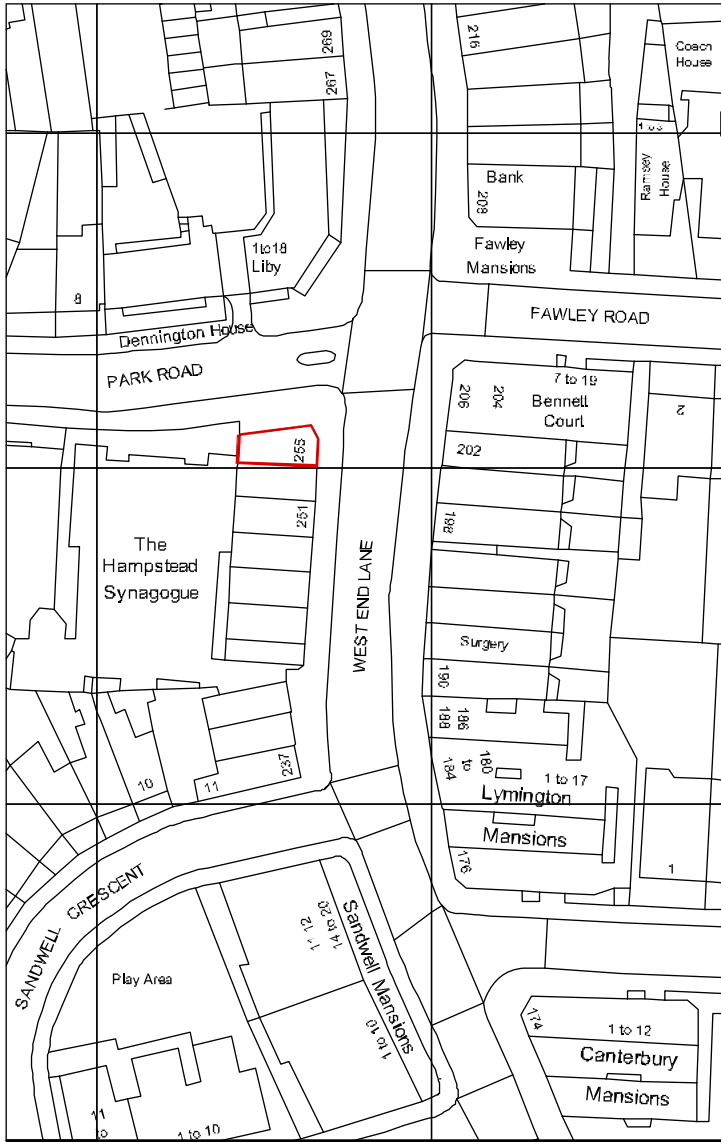 269
267
216
Coach
House
1 to 6
Ramsey
House
Bank
208
Fawley
Mansions
1to18
Liby
8
Dennington House
PARK ROAD
FAWLEY ROAD
7 to 19
Bennell
Court
206
204
2
202
255
251
198
The
Hampstead
Synagogue
WEST END LANE
Surgery
190
188
186
180
to
184
1 to 17
Lymington
Mansions
237
10
11
176
1
SANDWELL CRESCENT
Sandwell Mansions
14 to 20
1 to 10
Play Area
174
1 to 12
Canterbury
Mansions
11
to
1 to 10